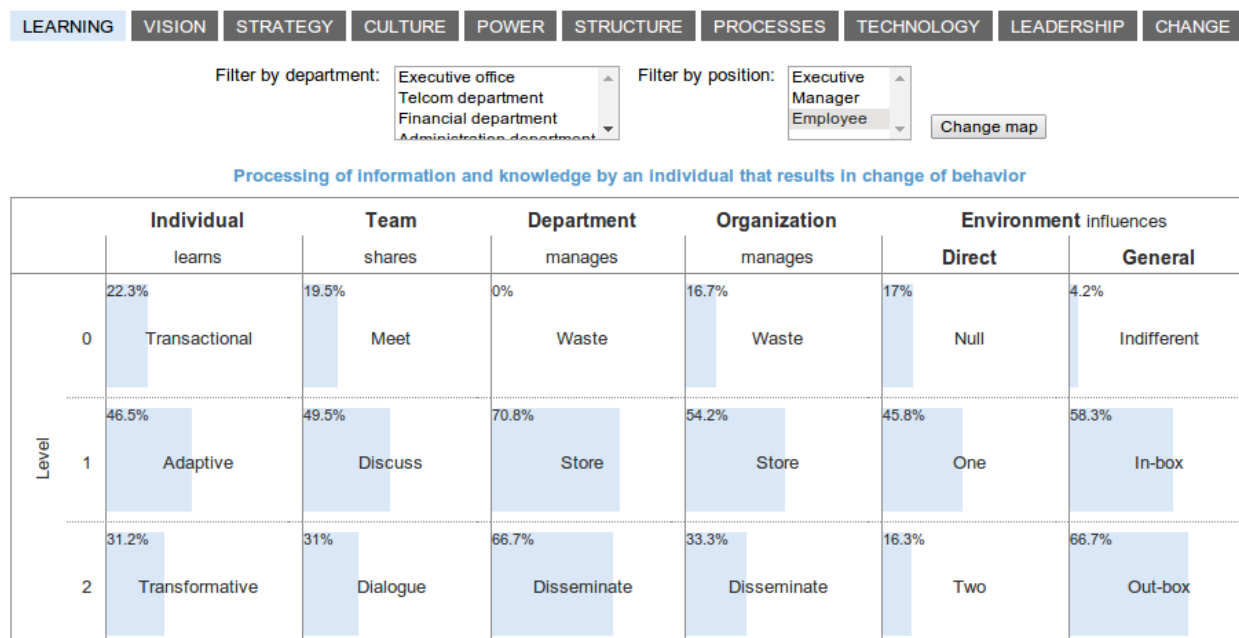 LEARNING VISION STRATEGY CULTURE POWER STRUCTURE PROCESSES TECHNOLOGY LEADERSHIP CHANGE
Filter by department: Executive office Filter by position: Executive
Telcom department Manager
Financial department Employee Change map
Administration department
Processing of information and knowledge by an individual that results in change of behavior
Individual Team Department Organization Environment influences
learns shares manages manages Direct General
22.3% 19.5% 0% 16.7% 17% 4.2%
0 Transactional Meet Waste Waste Null Indifferent
46.5% 49.5% 70.8% 54.2% 45.8% 58.3%
Level 1 Adaptive Discuss Store Store One In-box
31.2% 31% 66.7% 33.3% 16.3% 66.7%
2 Transformative Dialogue Disseminate Disseminate Two Out-box